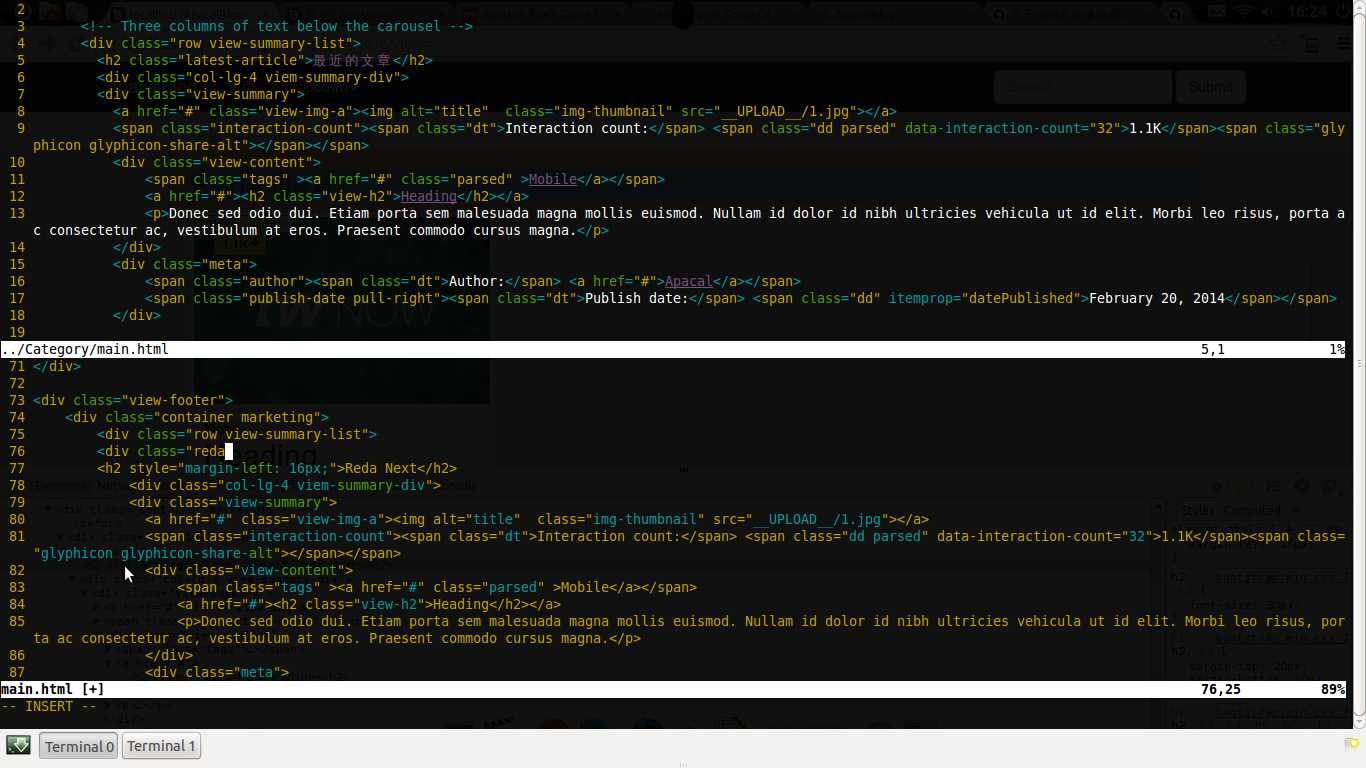 16:24
2
3 <!-- Three columns of text below the carousel -->
4 <div class="row view-summary-list">
5 <h2 class="latest-article">最近的文章</h2>
6 <div class="col-lg-4 viem-summary-div">
7 <div class="view-summary">
8 <a href="#" class="view-img-a"><img alt="title"  class="img-thumbnail" src="__UPLOAD__/1.jpg"></a>
9 <span class="interaction-count"><span class="dt">Interaction count:</span> <span class="dd parsed" data-interaction-count="32">1.1K</span><span class="gly
phicon glyphicon-share-alt"></span></span>
10 <div class="view-content">
11 <span class="tags" ><a href="#" class="parsed" >Mobile</a></span>
12 <a href="#"><h2 class="view-h2">Heading</h2></a>
13 <p>Donec sed odio dui. Etiam porta sem malesuada magna mollis euismod. Nullam id dolor id nibh ultricies vehicula ut id elit. Morbi leo risus, porta a
c consectetur ac, vestibulum at eros. Praesent commodo cursus magna.</p>
14 </div>
15 <div class="meta">
16 <span class="author"><span class="dt">Author:</span> <a href="#">Apacal</a></span>
17 <span class="publish-date pull-right"><span class="dt">Publish date:</span> <span class="dd" itemprop="datePublished">February 20, 2014</span></span>
18 </div>
19
../Category/main.html 5,1 1%
71 </div>
72
73 <div class="view-footer">
74 <div class="container marketing">
75 <div class="row view-summary-list">
76 <div class="reda
77 <h2 style="margin-left: 16px;">Reda Next</h2>
78 <div class="col-lg-4 viem-summary-div">
79 <div class="view-summary">
80 <a href="#" class="view-img-a"><img alt="title"  class="img-thumbnail" src="__UPLOAD__/1.jpg"></a>
81 <span class="interaction-count"><span class="dt">Interaction count:</span> <span class="dd parsed" data-interaction-count="32">1.1K</span><span class=
"glyphicon glyphicon-share-alt"></span></span>
82 <div class="view-content">
83 <span class="tags" ><a href="#" class="parsed" >Mobile</a></span>
84 <a href="#"><h2 class="view-h2">Heading</h2></a>
85 <p>Donec sed odio dui. Etiam porta sem malesuada magna mollis euismod. Nullam id dolor id nibh ultricies vehicula ut id elit. Morbi leo risus, por
ta ac consectetur ac, vestibulum at eros. Praesent commodo cursus magna.</p>
86 </div>
87 <div class="meta">
main.html [+] 76,25 89%
-- INSERT --
Search Submit
Heading
Styles Computed
Terminal 0 Terminal 1